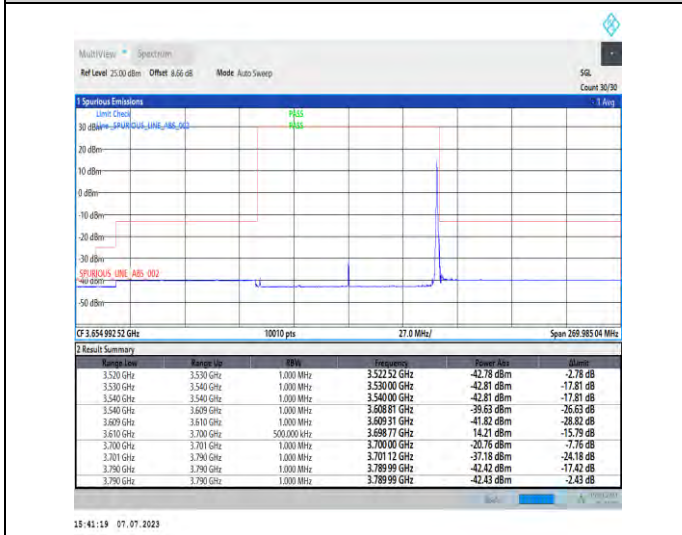 MultiView Spectrum
Ref Level 25.00 dBm Offset 8.66 dB Mode Auto Sweep SGL
Count 30/30
1 Spurious Emissions 1 Avg
Limit Check PASS
30 dBm Line _SPURIOUS_LINE_ABS_002 PASS
20 dBm
10 dBm
0 dBm
-10 dBm
-20 dBm
-30 dBm
_SPURIOUS_LINE_ABS_002
-40 dBm
-50 dBm
CF 3.654 992 52 GHz 10010 pts 27.0 MHz/ Span 269.985 04 MHz
2 Result Summary
Range Low Range Up RBW Frequency Power Abs ΔLimit
3.520 GHz 3.530 GHz 1.000 MHz 3.522 52 GHz -42.78 dBm -2.78 dB
3.530 GHz 3.540 GHz 1.000 MHz 3.530 00 GHz -42.81 dBm -17.81 dB
3.540 GHz 3.540 GHz 1.000 MHz 3.540 00 GHz -42.81 dBm -17.81 dB
3.540 GHz 3.609 GHz 1.000 MHz 3.608 81 GHz -39.63 dBm -26.63 dB
3.609 GHz 3.610 GHz 1.000 MHz 3.609 31 GHz -41.82 dBm -28.82 dB
3.610 GHz 3.700 GHz 500.000 kHz 3.698 77 GHz 14.21 dBm -15.79 dB
3.700 GHz 3.701 GHz 1.000 MHz 3.700 00 GHz -20.76 dBm -7.76 dB
3.701 GHz 3.790 GHz 1.000 MHz 3.701 12 GHz -37.18 dBm -24.18 dB
3.790 GHz 3.790 GHz 1.000 MHz 3.789 99 GHz -42.42 dBm -17.42 dB
3.790 GHz 3.790 GHz 1.000 MHz 3.789 99 GHz -42.43 dBm -2.43 dB
15:41:19 07.07.2023